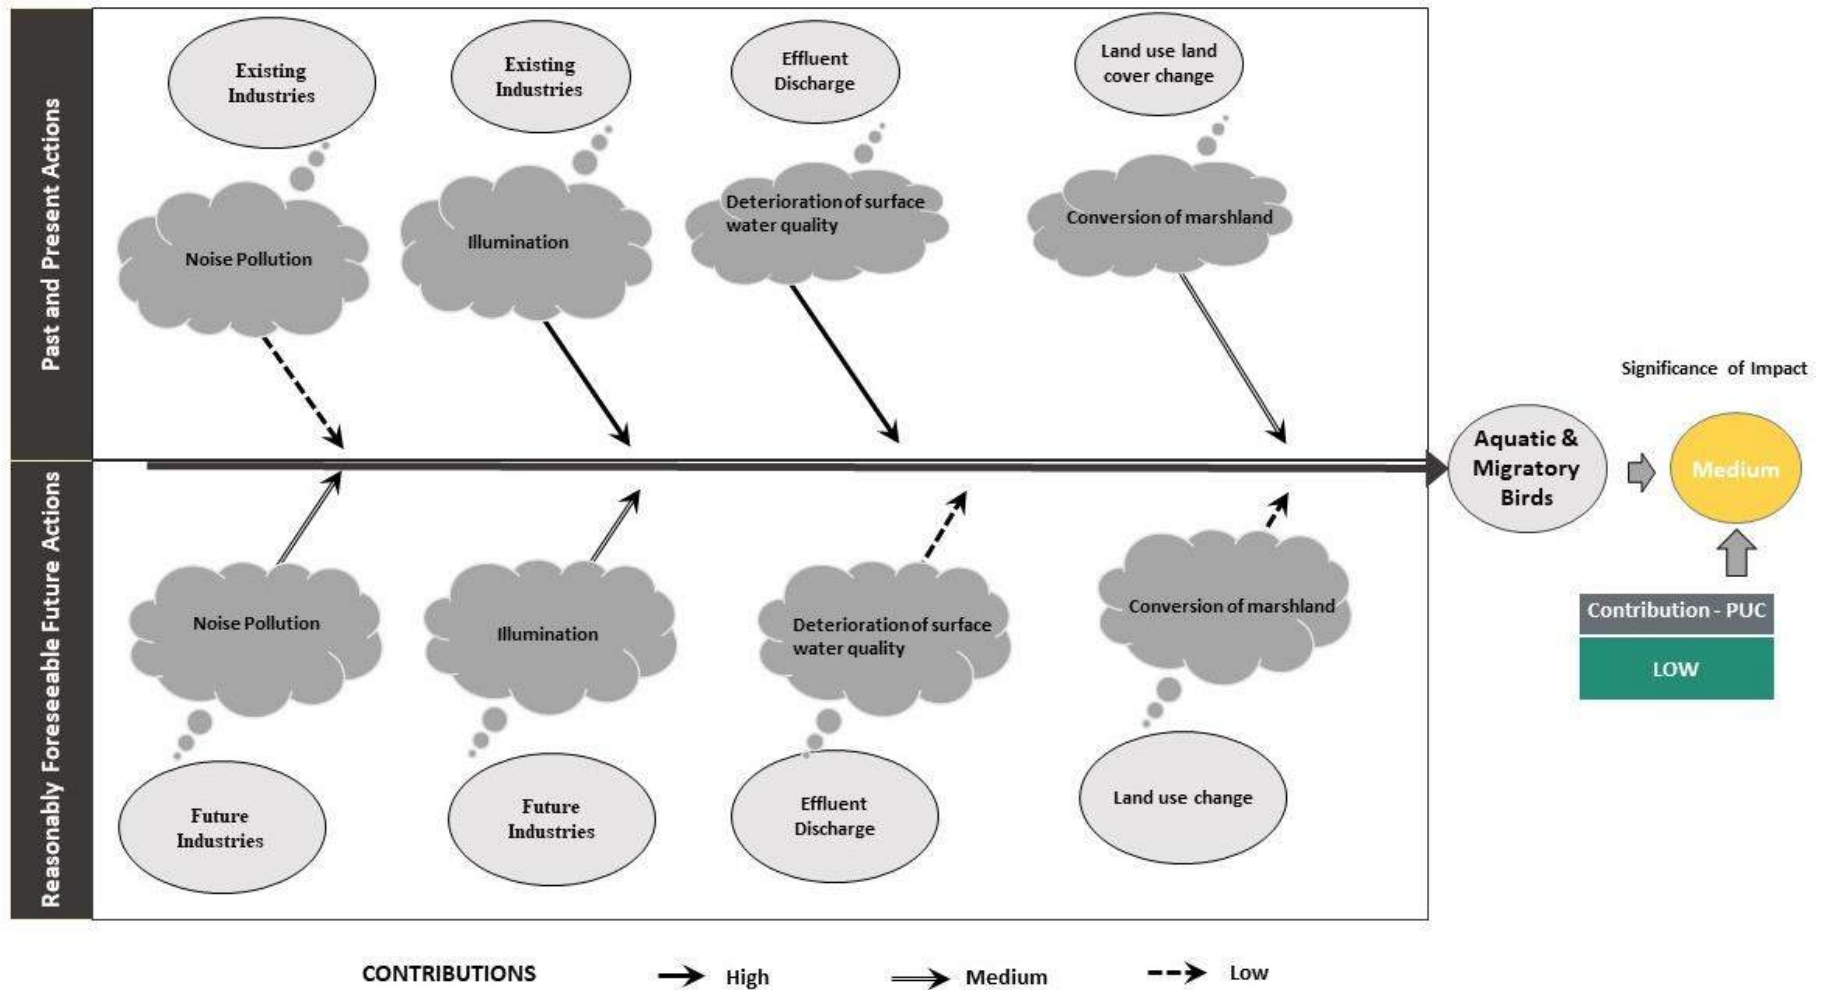 Past and Present Actions
Existing
Industries
Existing
Industries
Effluent
Discharge
Land use land
cover change
Noise Pollution
Illumination
Deterioration of surface
water quality
Conversion of marshland
Significance of Impact
Aquatic &
Migratory
Birds
Medium
Contribution - PUC
LOW
Reasonably Foreseeable Future Actions
Noise Pollution
Illumination
Deterioration of surface
water quality
Conversion of marshland
Future
Industries
Future
Industries
Effluent
Discharge
Land use change
CONTRIBUTIONS
High
Medium
Low